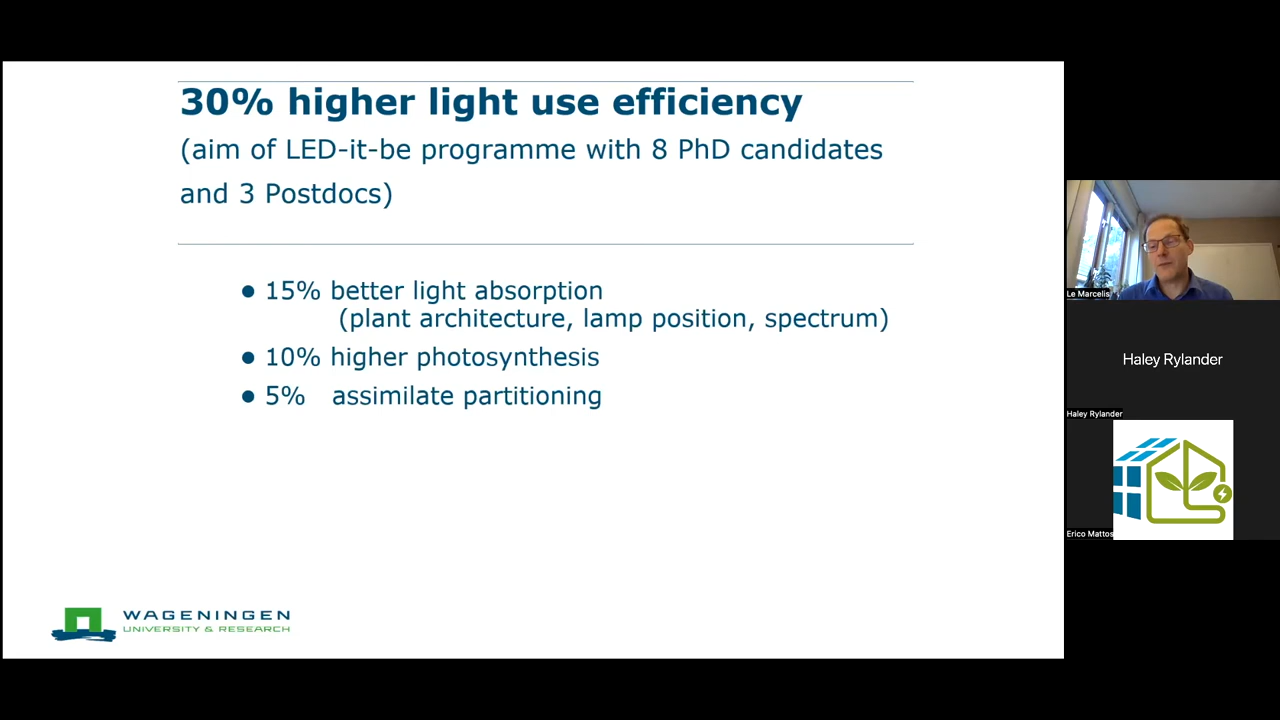 30% higher light use efficiency
(aim of LED-it-be programme with 8 PhD candidates
and 3 Postdocs)
● 15% better light absorption
(plant architecture, lamp position, spectrum)
● 10% higher photosynthesis
● 5% assimilate partitioning
WAGENINGEN
UNIVERSITY & RESEARCH
Le Marcelis
Haley Rylander
Haley Rylander
Erico Mattos